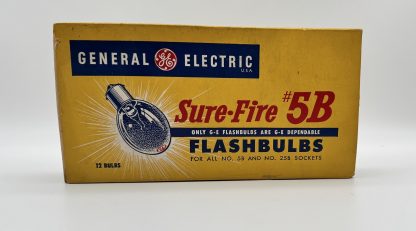 GENERAL GE ELECTRIC
U.S.A
Sure-Fire #5B
ONLY G-E FLASHBULBS ARE G-E DEPENDABLE
FLASHBULBS
FOR ALL NO. 5B AND NO. 25B SOCKETS
12 BULBS